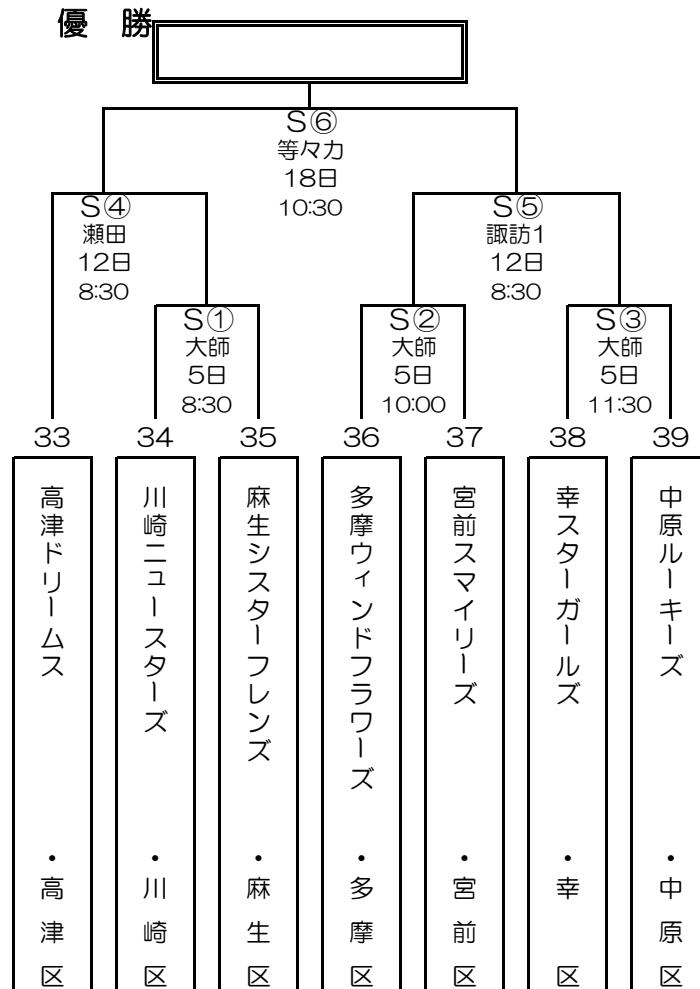 優　勝
S⑥
等々力
18日
10:30
S④
瀬田
12日
8:30
S⑤
諏訪1
12日
8:30
S①
大師
5日
8:30
S②
大師
5日
10:00
S③
大師
5日
11:30
33
34
35
36
37
38
39
高津ドリームス・高津区
川崎ニュースターズ・川崎区
麻生シスターフレンズ・麻生区
多摩ウィンドフラワーズ・多摩区
宮前スマイリーズ・宮前区
幸スターガールズ・幸　区
中原ルーキーズ・中原区